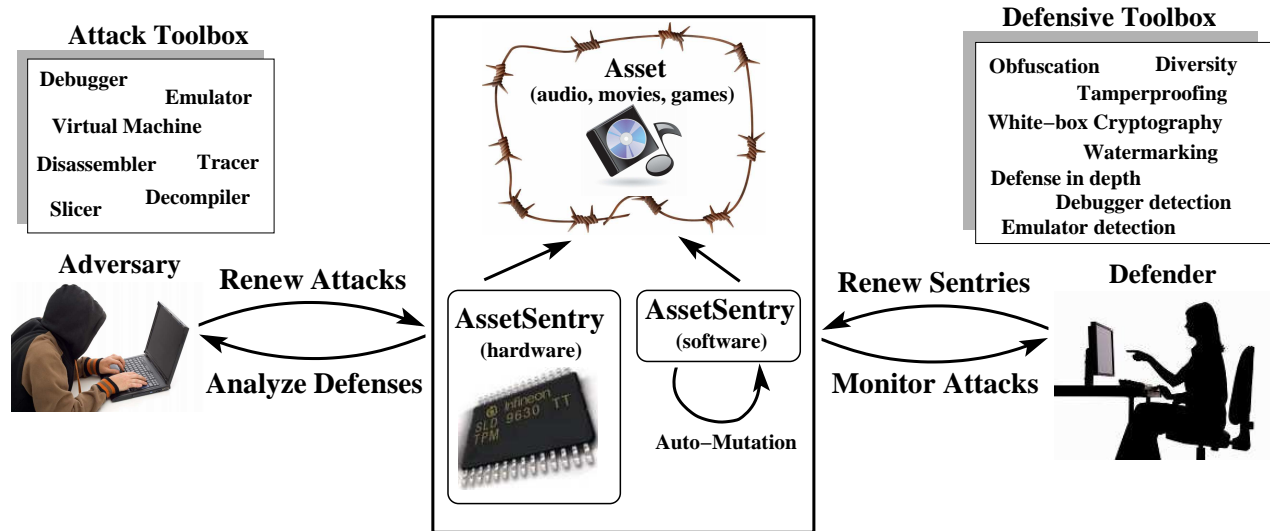 Attack Toolbox
Debugger
Emulator
Virtual Machine
Disassembler
Tracer
Decompiler
Slicer
Adversary
Renew Attacks
Analyze Defenses
Asset
(audio, movies, games)
AssetSentry
(hardware)
Infineon
SLD 9630 TT
TPM
AssetSentry
(software)
Auto−Mutation
Defensive Toolbox
Obfuscation
Diversity
Tamperproofing
White−box Cryptography
Watermarking
Defense in depth
Debugger detection
Emulator detection
Renew Sentries
Defender
Monitor Attacks